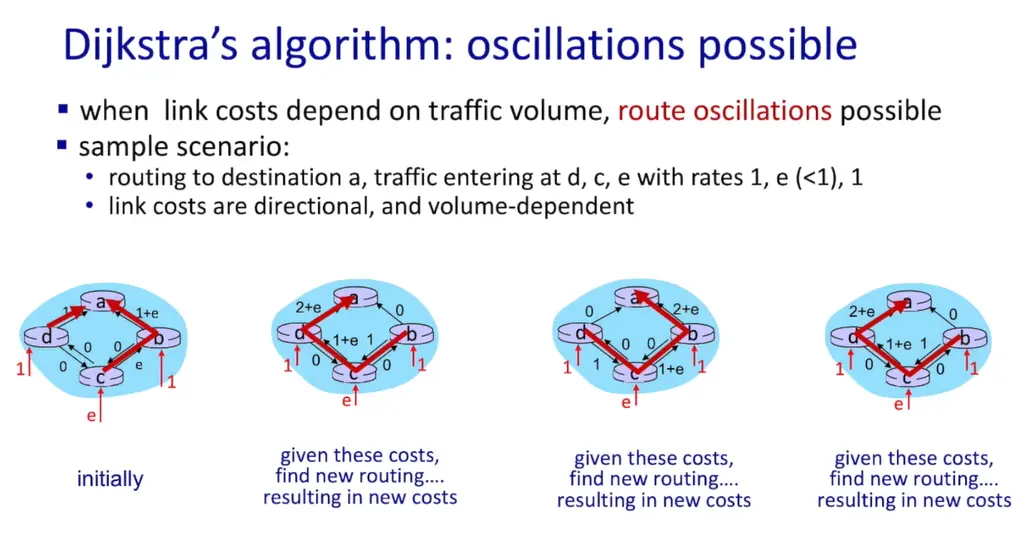 Dijkstra's algorithm: oscillations possible
▪ when link costs depend on traffic volume, route oscillations possible
▪ sample scenario:
• routing to destination a, traffic entering at d, c, e with rates 1, e (<1), 1
• link costs are directional, and volume-dependent
a
1
1+e
d
b
0
0
0
e
c
1
1
e
initially
a
2+e
0
d
b
1+e
1
0
0
c
1
1
e
given these costs,
find new routing....
resulting in new costs
a
0
2+e
d
b
0
0
1
1+e
c
1
1
e
given these costs,
find new routing....
resulting in new costs
a
2+e
0
d
b
1+e
1
0
0
c
1
1
e
given these costs,
find new routing....
resulting in new costs